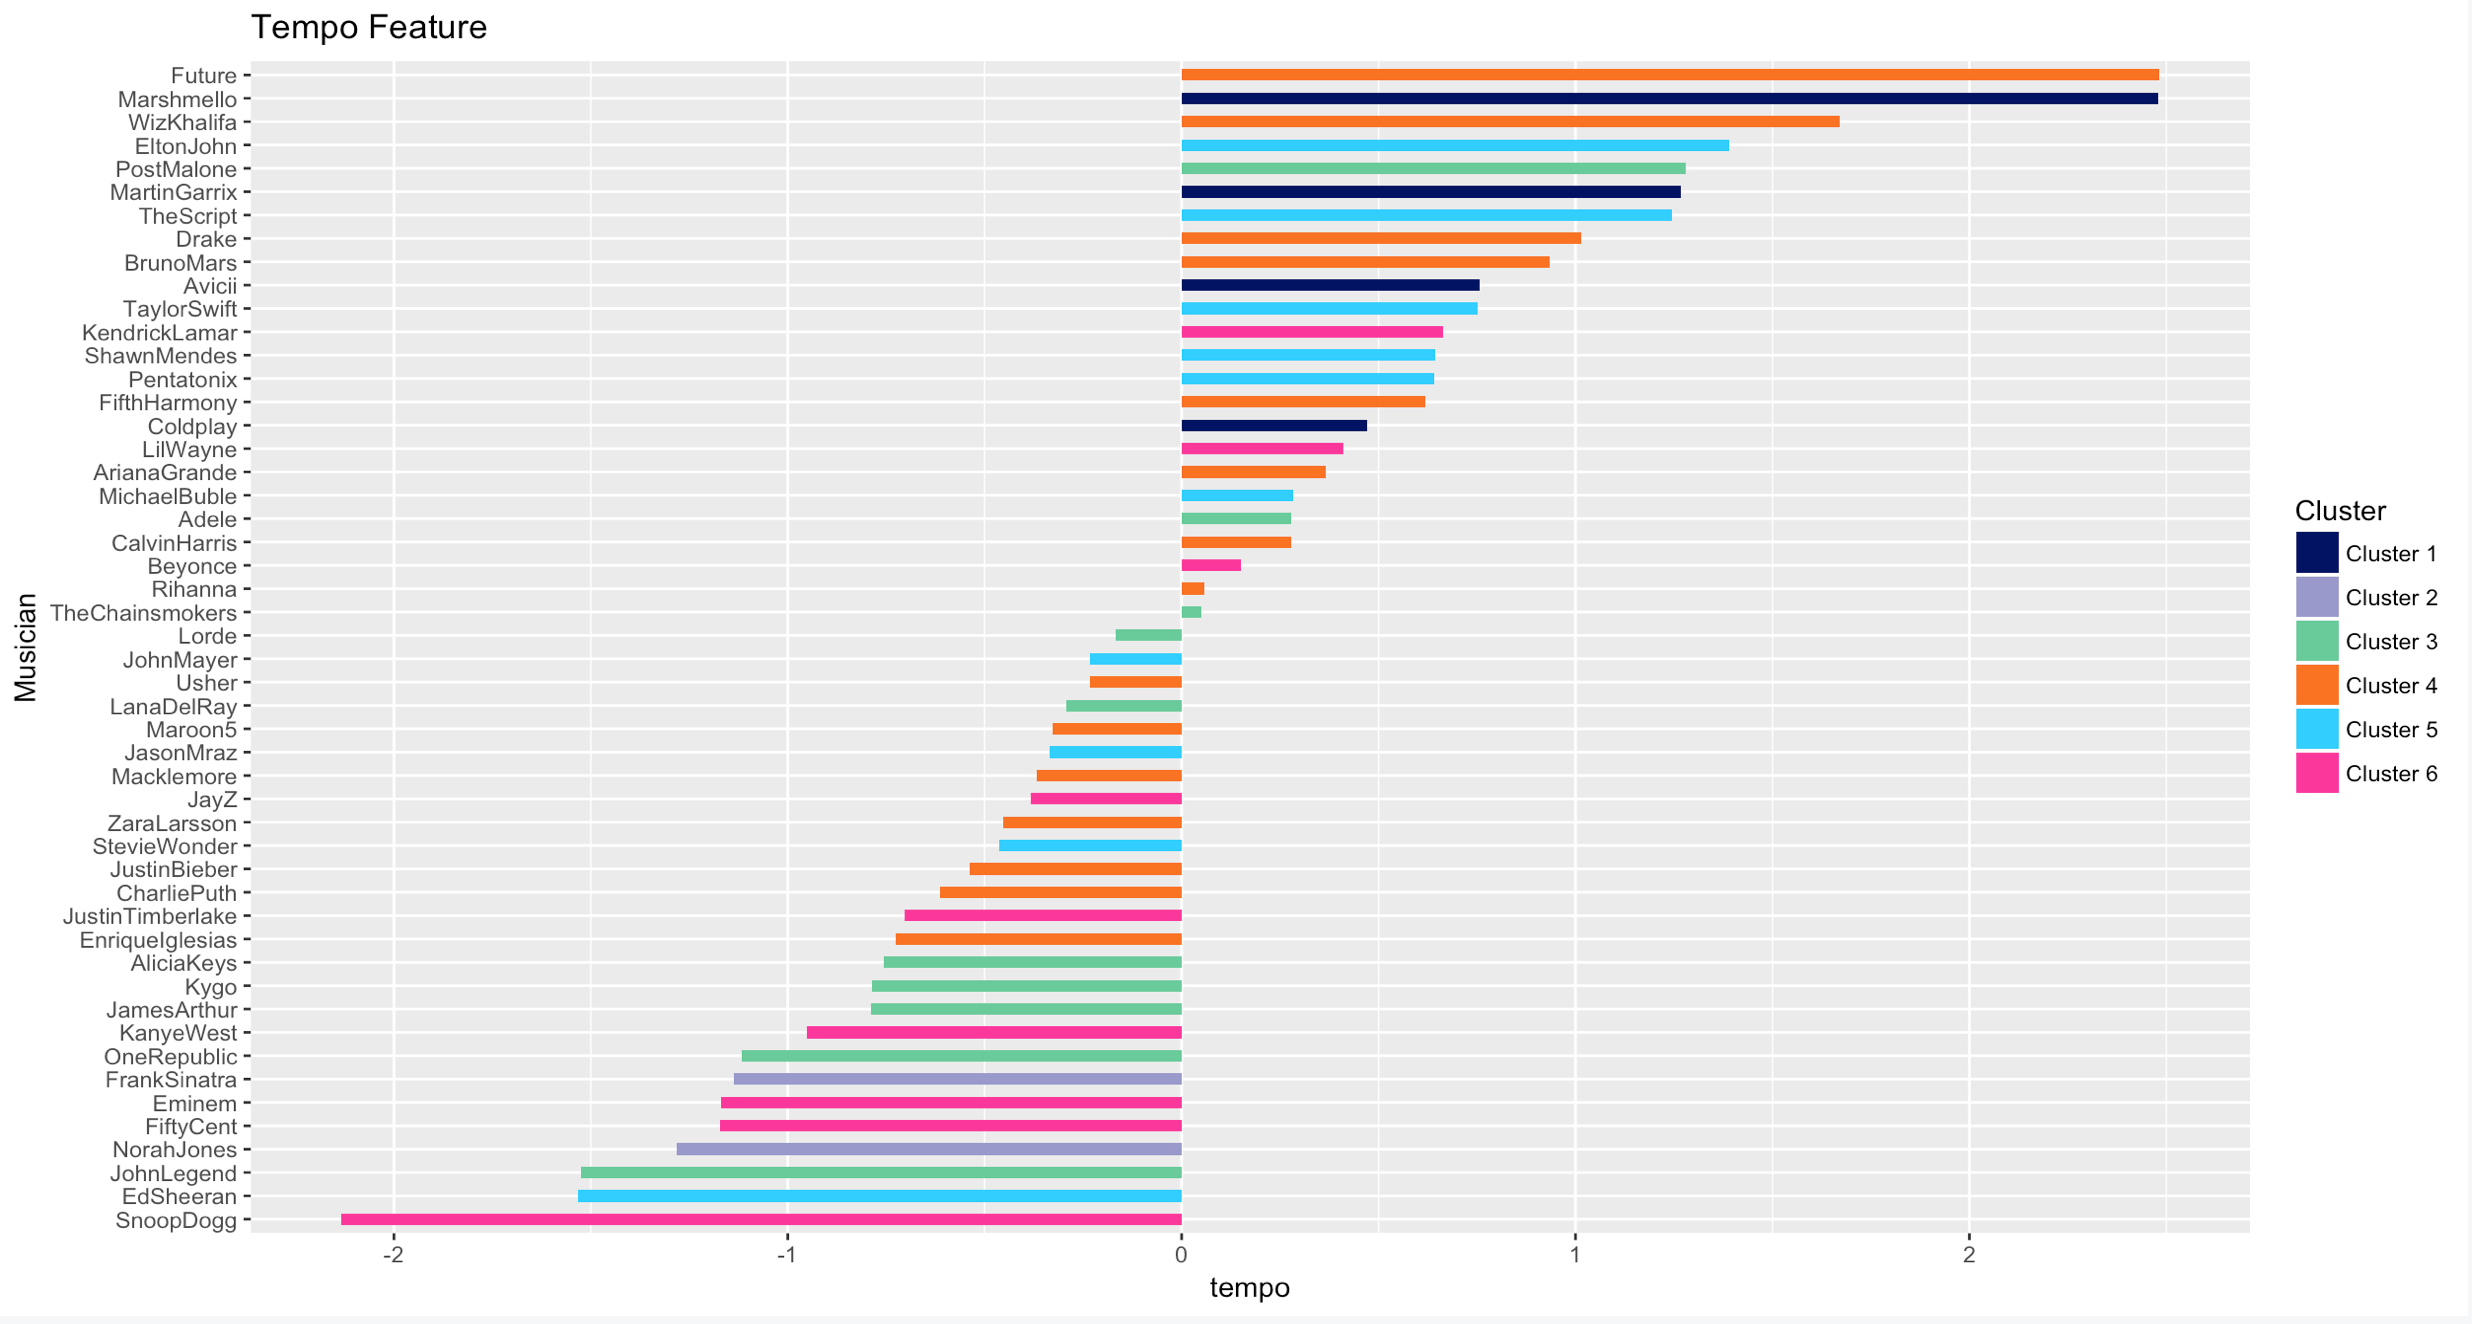 Tempo Feature
Future
Marshmello
WizKhalifa
EltonJohn
PostMalone
MartinGarrix
TheScript
Drake
BrunoMars
Avicii
TaylorSwift
KendrickLamar
ShawnMendes
Pentatonix
FifthHarmony
Coldplay
LilWayne
ArianaGrande
MichaelBuble
Adele
CalvinHarris
Beyonce
Rihanna
TheChainsmokers
Lorde
JohnMayer
Usher
LanaDelRay
Maroon5
JasonMraz
Macklemore
JayZ
ZaraLarsson
StevieWonder
JustinBieber
CharliePuth
JustinTimberlake
EnriqueIglesias
AliciaKeys
Kygo
JamesArthur
KanyeWest
OneRepublic
FrankSinatra
Eminem
FiftyCent
NorahJones
JohnLegend
EdSheeran
SnoopDogg
Musician
-2 -1 0 1 2
tempo
Cluster
Cluster 1
Cluster 2
Cluster 3
Cluster 4
Cluster 5
Cluster 6